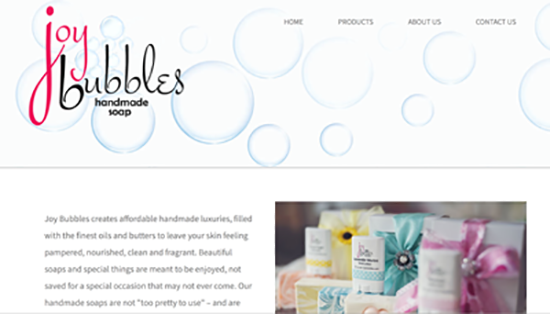 HOME PRODUCTS ABOUT US CONTACT US
joy
bubbles
handmade
soap
Joy Bubbles creates affordable handmade luxuries, filled
with the finest oils and butters to leave your skin feeling
pampered, nourished, clean and fragrant. Beautiful
soaps and special things are meant to be enjoyed, not
saved for a special occasion that may not ever come. Our
handmade soaps are not "too pretty to use" – and are